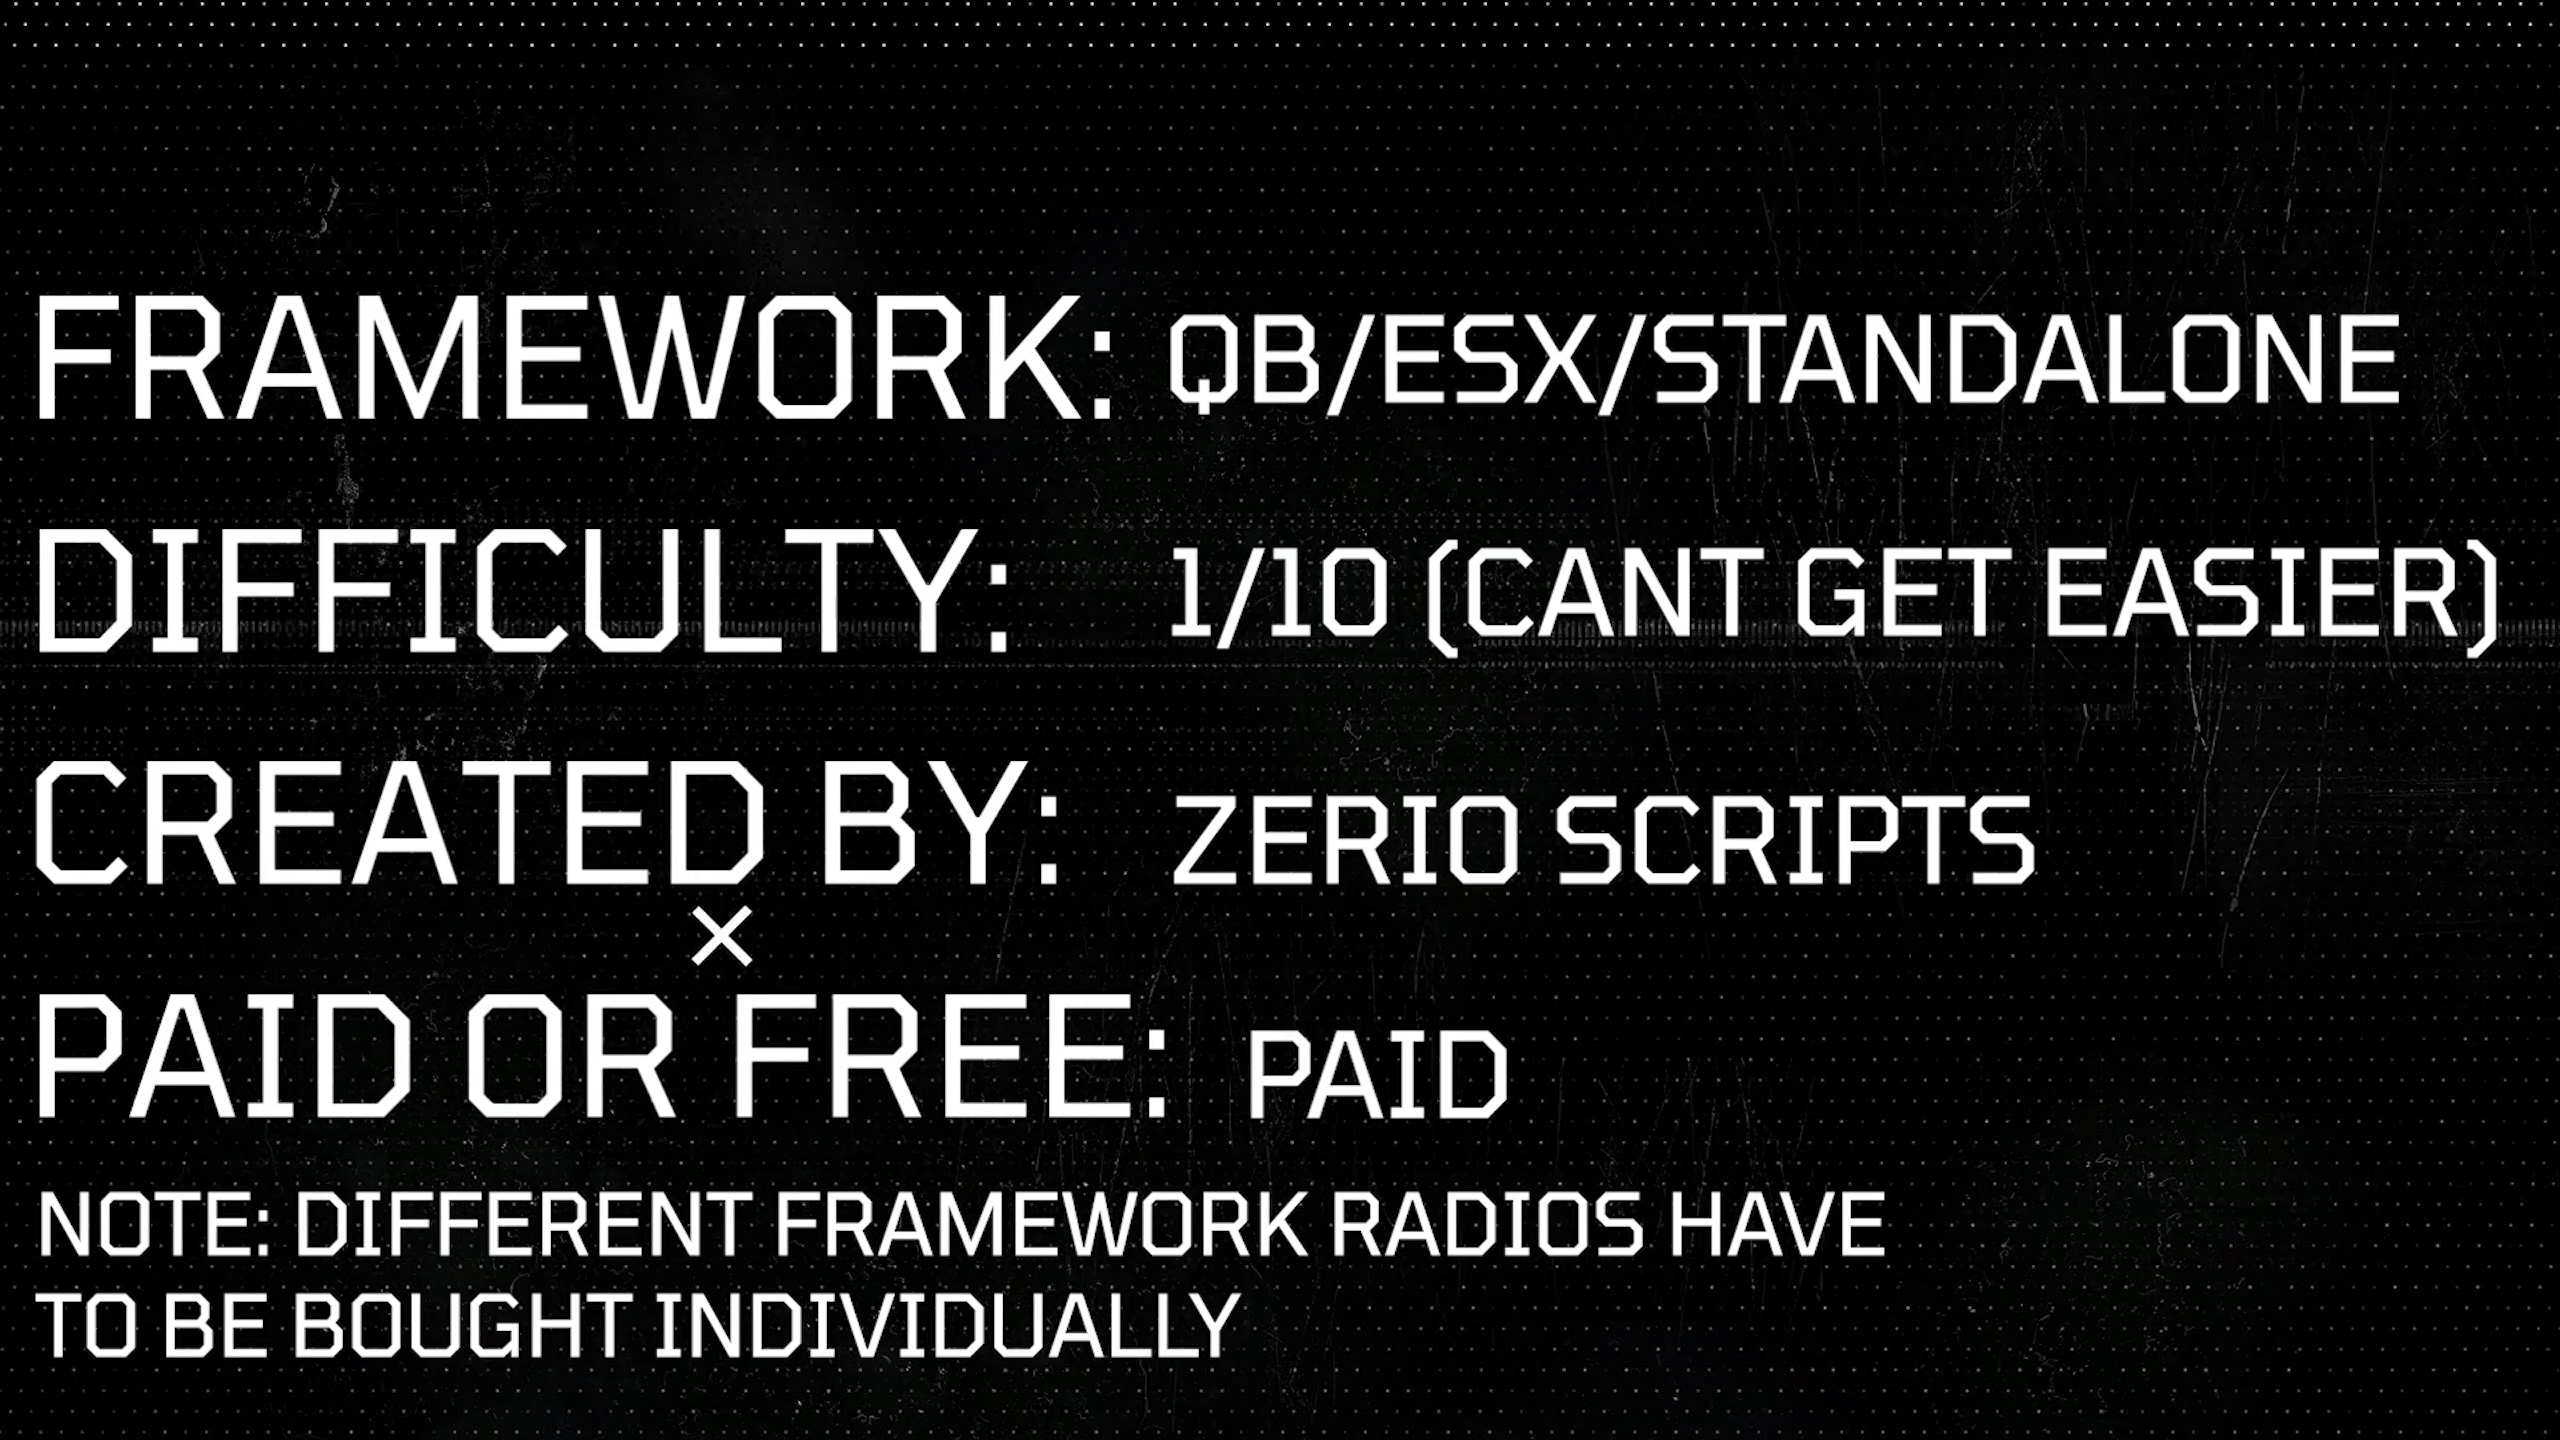 FRAMEWORK: QB/ESX/STANDALONE
DIFFICULTY: 1/10 (CANT GET EASIER)
CREATED BY: ZERIO SCRIPTS
×
PAID OR FREE: PAID
NOTE: DIFFERENT FRAMEWORK RADIOS HAVE
TO BE BOUGHT INDIVIDUALLY